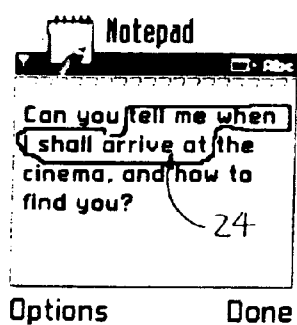 Notepad
Abc
Can you tell me when
I shall arrive at the
cinema, and how to
find you?
24
Options Done